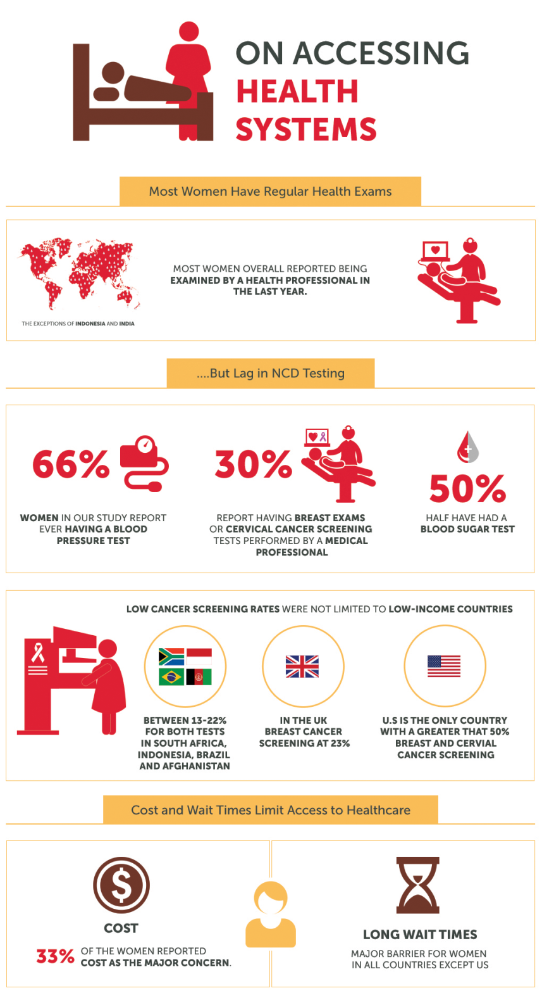 ON ACCESSING
HEALTH
SYSTEMS
Most Women Have Regular Health Exams
MOST WOMEN OVERALL REPORTED BEING
EXAMINED BY A HEALTH PROFESSIONAL IN
THE LAST YEAR.
THE EXCEPTIONS OF INDONESIA AND INDIA
....But Lag in NCD Testing
66%
WOMEN IN OUR STUDY REPORT
EVER HAVING A BLOOD
PRESSURE TEST
30%
REPORT HAVING BREAST EXAMS
OR CERVICAL CANCER SCREENING
TESTS PERFORMED BY A MEDICAL
PROFESSIONAL
50%
HALF HAVE HAD A
BLOOD SUGAR TEST
LOW CANCER SCREENING RATES WERE NOT LIMITED TO LOW-INCOME COUNTRIES
BETWEEN 13-22%
FOR BOTH TESTS
IN SOUTH AFRICA,
INDONESIA, BRAZIL
AND AFGHANISTAN
IN THE UK
BREAST CANCER
SCREENING AT 23%
U.S IS THE ONLY COUNTRY
WITH A GREATER THAT 50%
BREAST AND CERVIAL
CANCER SCREENING
Cost and Wait Times Limit Access to Healthcare
$
COST
33% OF THE WOMEN REPORTED
COST AS THE MAJOR CONCERN.
LONG WAIT TIMES
MAJOR BARRIER FOR WOMEN
IN ALL COUNTRIES EXCEPT US